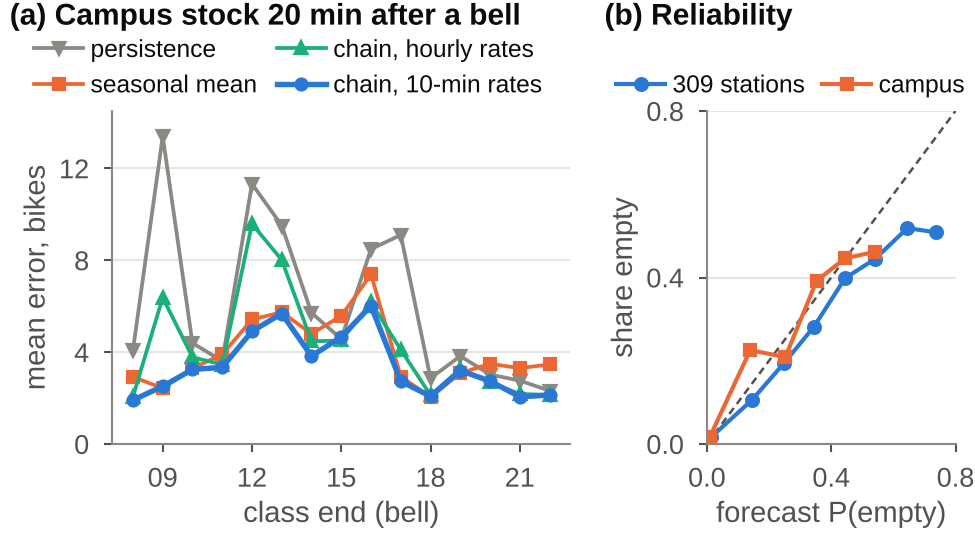 (a) Campus stock 20 min after a bell
persistence
chain, hourly rates
seasonal mean
chain, 10-min rates
mean error, bikes
12
8
4
0
09
12
15
18
21
class end (bell)
(b) Reliability
309 stations
campus
share empty
0.8
0.4
0.0
0.0
0.4
0.8
forecast P(empty)